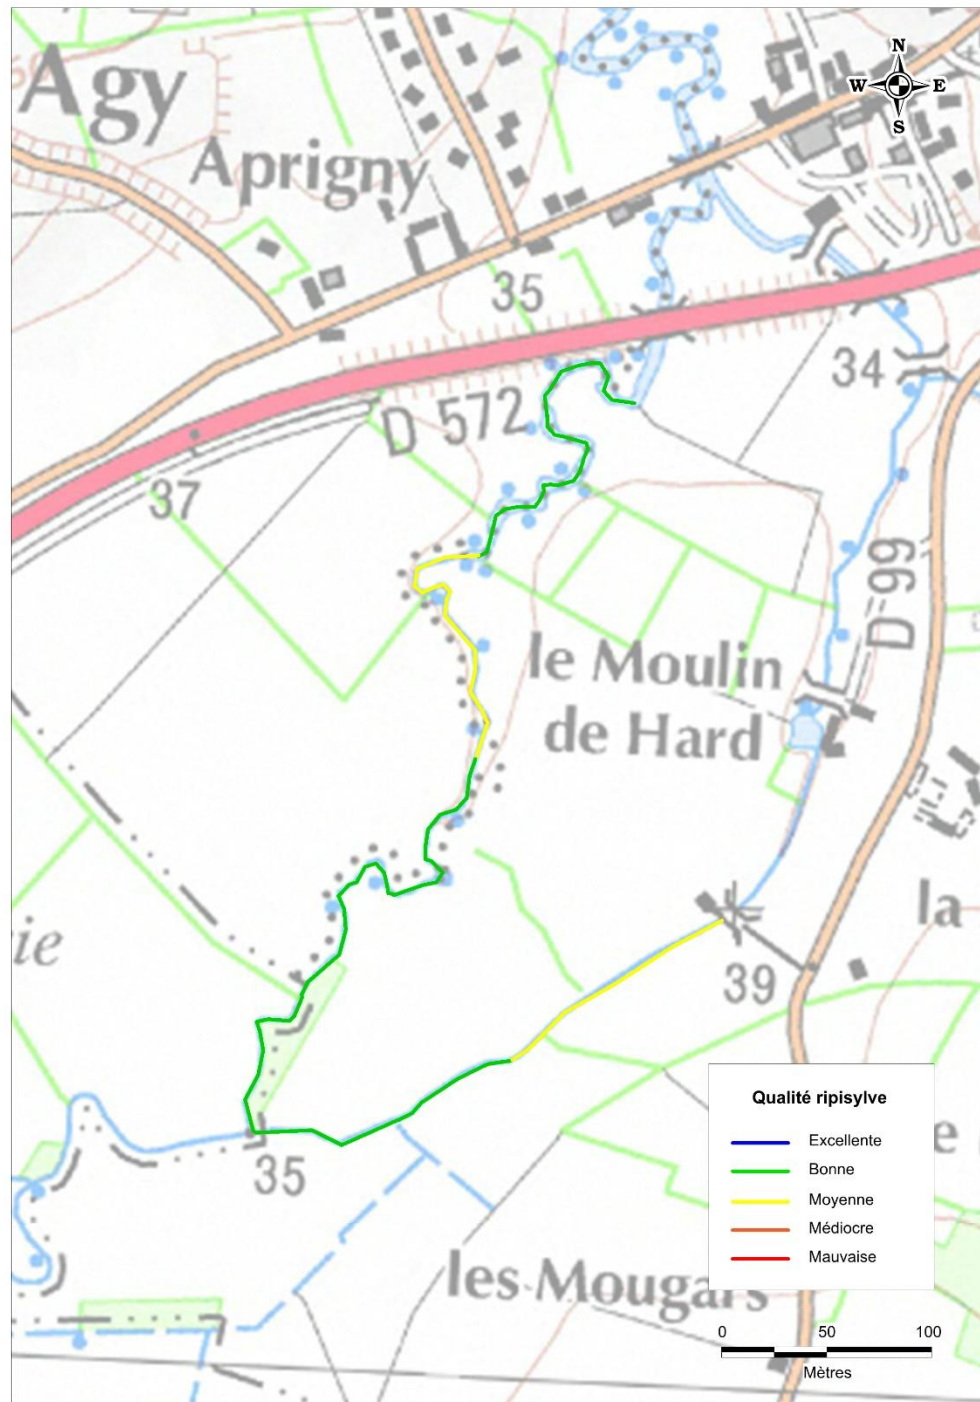 Agy
N
W E
S
Aprigny
35
34
D 572
37
D 99
le Moulin
de Hard
la
ie
39
35
e
les Mougars
Qualité ripisylve
Excellente
Bonne
Moyenne
Médiocre
Mauvaise
0 50 100
Mètres